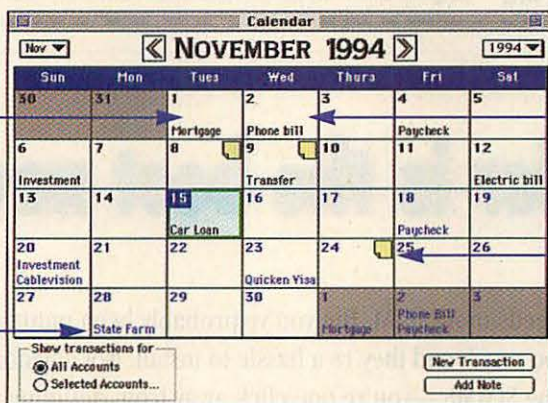 Calendar
Nov NOVEMBER 1994 1994
Sun Mon Tues Wed Thurs Fri Sat
30 31 1 2 3 4 5
Mortgage Phone bill Paycheck
6 7 8 9 10 11 12
Investment Transfer Electric bill
13 14 15 16 17 18 19
Car Loan Paycheck
20 21 22 23 24 25 26
Investment
Cablevision Quicken Visa
27 28 29 30 1 2 3
Phone Bill
State Farm Mortgage Paycheck
Show transactions for
All Accounts
Selected Accounts...
New Transaction
Add Note